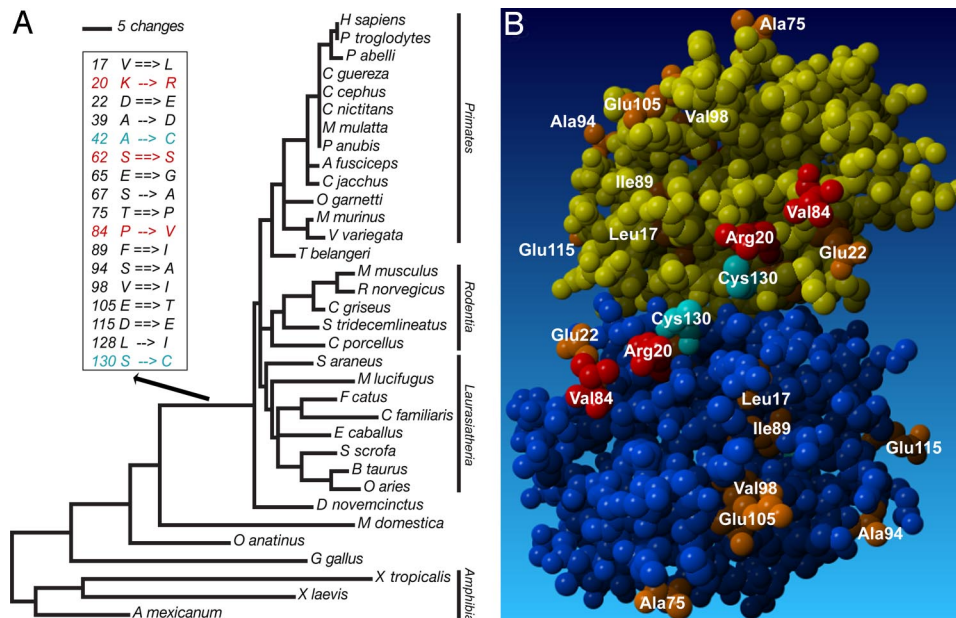 A
5 changes
17 V ==> L
20 K --> R
22 D ==> E
39 A --> D
42 A --> C
62 S ==> S
65 E ==> G
67 S --> A
75 T ==> P
84 P --> V
89 F ==> I
94 S ==> A
98 V ==> I
105 E ==> T
115 D ==> E
128 L --> I
130 S --> C
H sapiens
P troglodytes
P abelli
C guereza
C cephus
C nictitans
M mulatta
P anubis
A fusciceps
C jacchus
O garnetti
M murinus
V variegata
T belangeri
M musculus
R norvegicus
C griseus
S tridecemlineatus
C porcellus
S araneus
M lucifugus
F catus
C familiaris
E caballus
S scrofa
B taurus
O aries
D novemcinctus
M domestica
O anatinus
G gallus
X tropicalis
X laevis
A mexicanum
Primates
Rodentia
Laurasiatheria
Amphibia
B
Ala75
Glu105
Ala94
Val98
Ile89
Val84
Leu17
Arg20
Glu115
Glu22
Cys130
Cys130
Glu22
Arg20
Val84
Leu17
Ile89
Glu115
Val98
Glu105
Ala94
Ala75